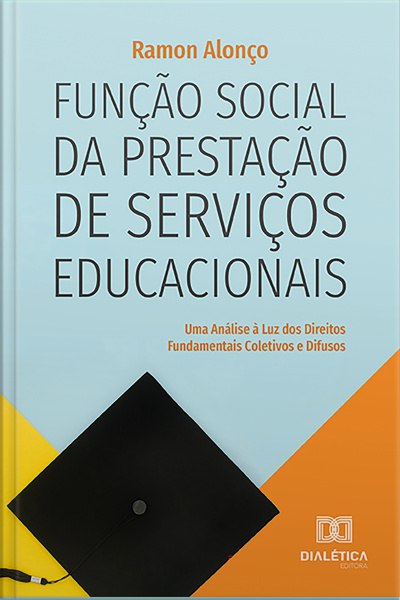 Ramon Alonço
FUNÇÃO SOCIAL
DA PRESTAÇÃO
DE SERVIÇOS
EDUCACIONAIS
Uma Análise à Luz dos Direitos
Fundamentais Coletivos e Difusos
DIALÉTICA
EDITORA